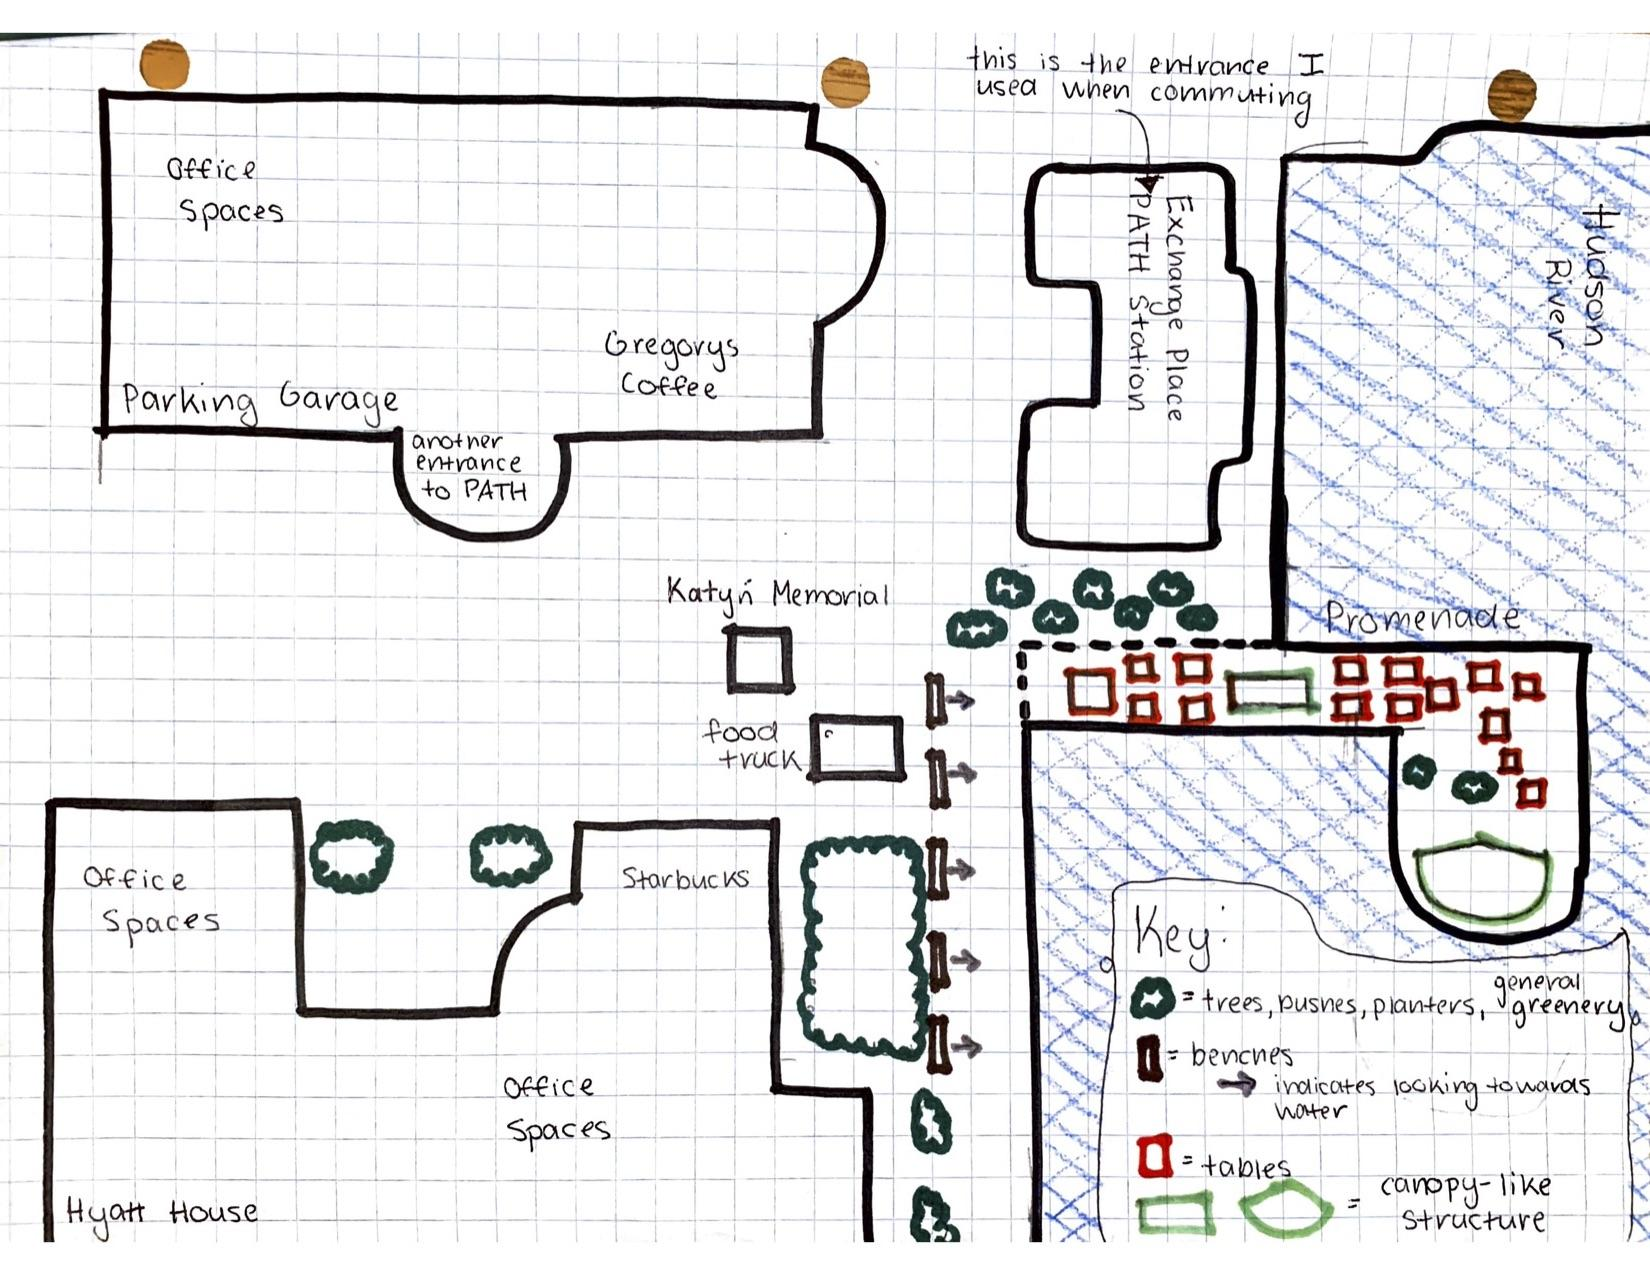 this is the entrance I
used when commuting
Office
Spaces
Exchange Place
PATH Station
Hudson
River
Gregorys
Coffee
Parking Garage
another
entrance
to PATH
Katyń Memorial
Promenade
food
truck
Office
Spaces
Starbucks
Key:
= trees, bushes, planters, general
greenery
= benches
→ indicates looking towards
water
Office
Spaces
= tables
= canopy-like
structure
Hyatt House